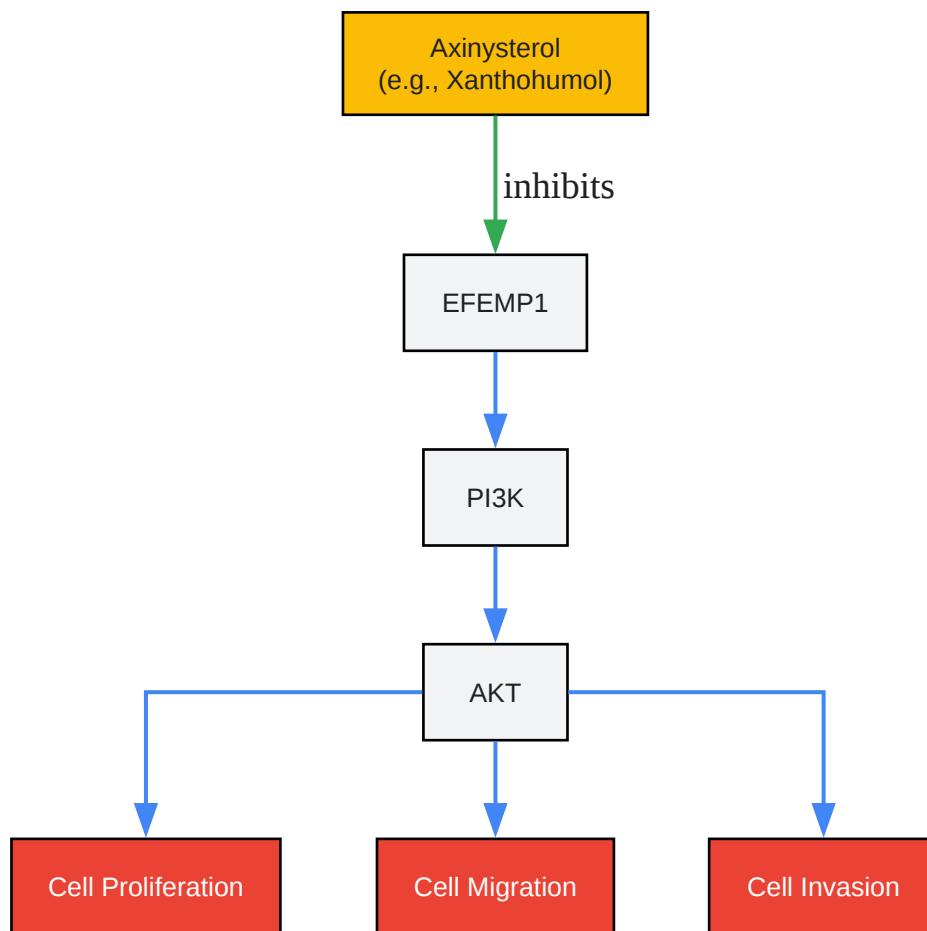 Axinysterol
(e.g., Xanthohumol)
inhibits
EFEMP1
PI3K
AKT
Cell Proliferation
Cell Migration
Cell Invasion